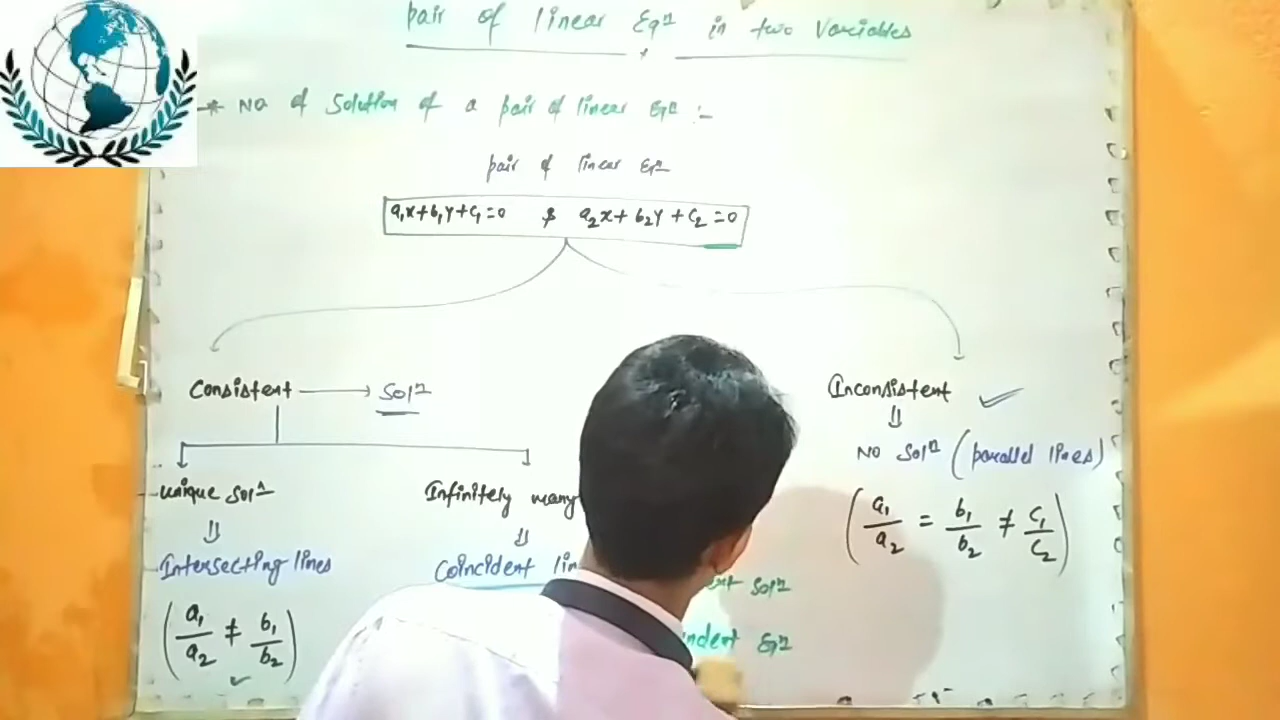 pair of linear Eqn in two Variables
* No of Solution of a pair of linear Eqn :-
pair of linear Eqn
a₁x+b₁y+c₁=0 & a₂x+b₂y+c₂=0
Consistent → Soln
Inconsistent ✓
No Soln (parallel lines)
(a₁/a₂ = b₁/b₂ ≠ c₁/c₂)
unique Soln
Infinitely many
Intersecting lines
Coincident
(a₁/a₂ ≠ b₁/b₂)
Soln
Eqn